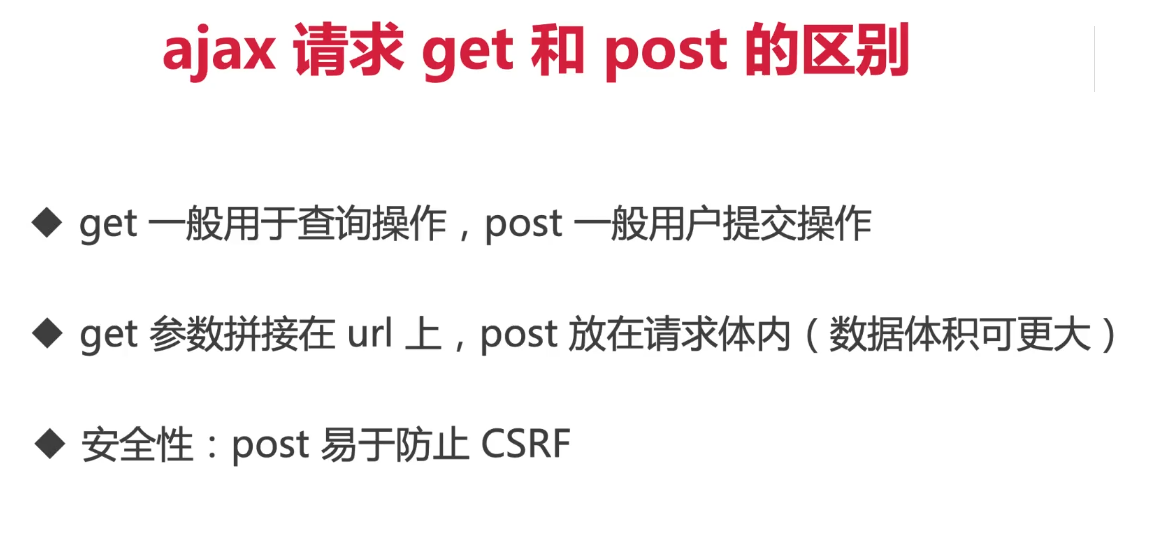 ajax 请求 get 和 post 的区别
◆ get 一般用于查询操作，post 一般用户提交操作
◆ get 参数拼接在 url 上，post 放在请求体内（数据体积可更大）
◆ 安全性：post 易于防止 CSRF